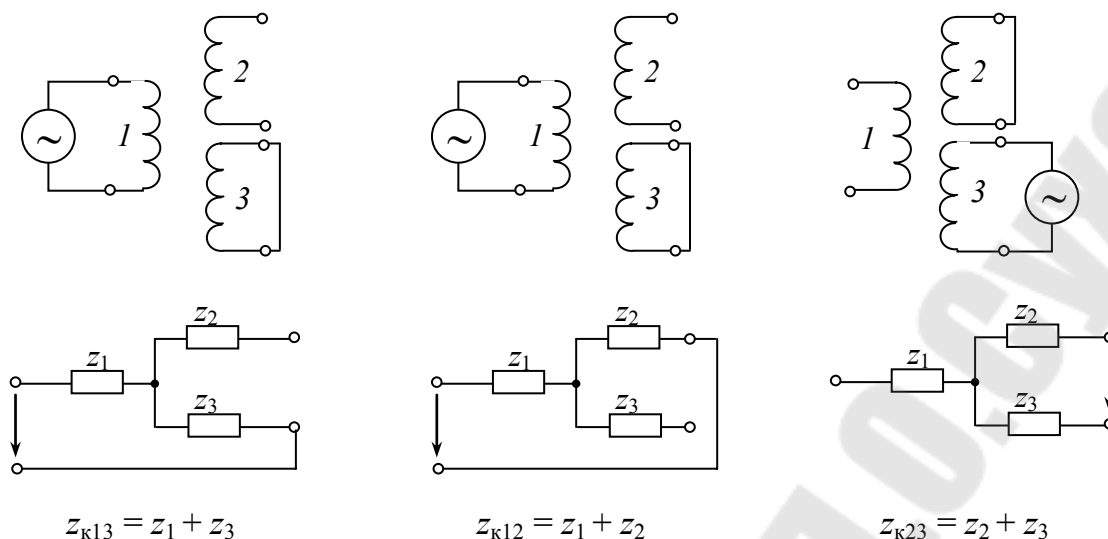 2 2 2
~ 1 ~ 1 1
3 3 3 ~
z₂ z₂ z₂
z₁ z₁ z₁
z₃ z₃ z₃
zк13 = z₁ + z₃ zк12 = z₁ + z₂ zк23 = z₂ + z₃